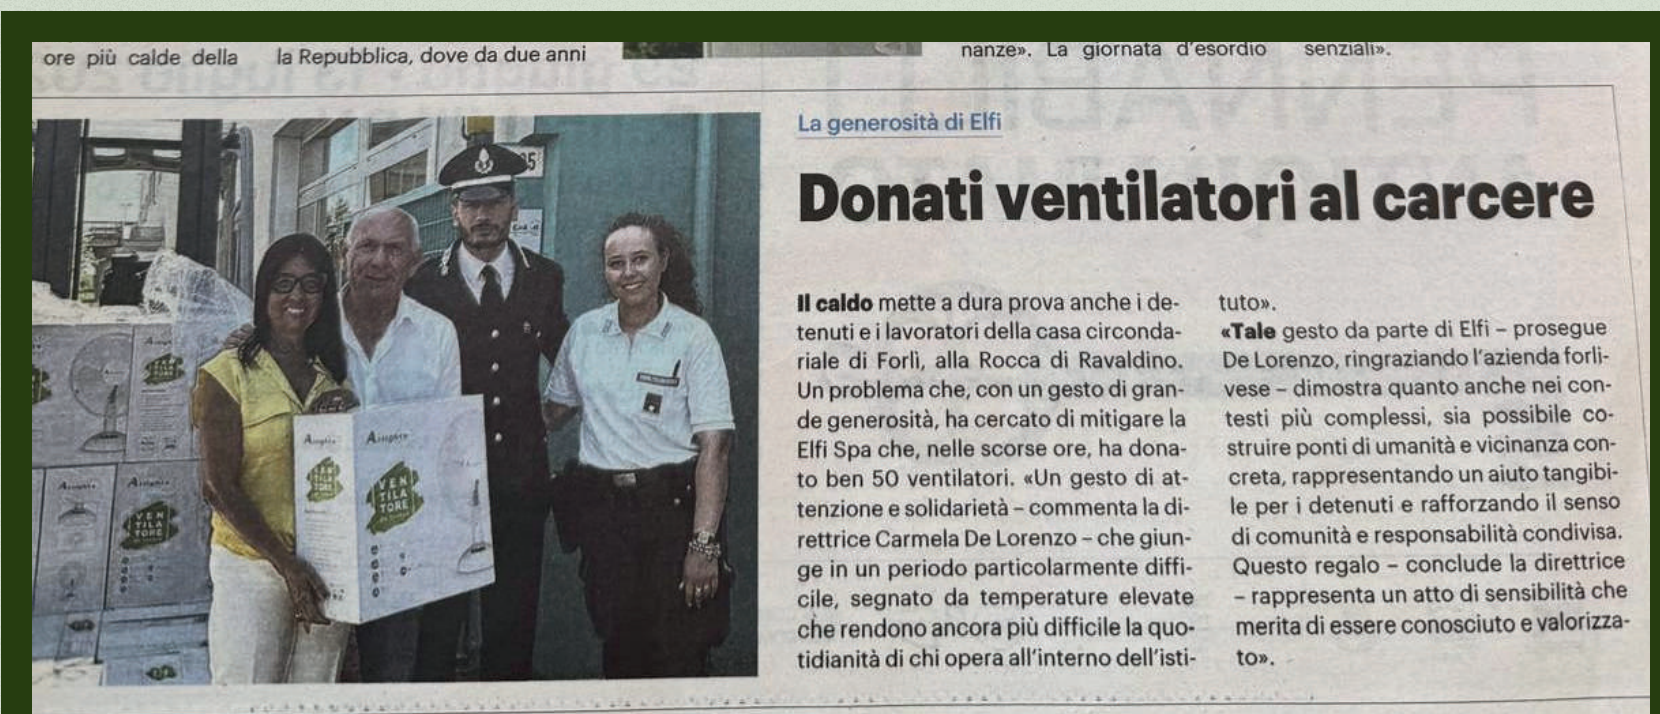 ore più calde della
la Repubblica, dove da due anni
nanze». La giornata d'esordio
senziali».
La generosità di Elfi
Donati ventilatori al carcere
Il caldo mette a dura prova anche i de-
tenuti e i lavoratori della casa circonda-
riale di Forlì, alla Rocca di Ravaldino.
Un problema che, con un gesto di gran-
de generosità, ha cercato di mitigare la
Elfi Spa che, nelle scorse ore, ha dona-
to ben 50 ventilatori. «Un gesto di at-
tenzione e solidarietà – commenta la di-
rettrice Carmela De Lorenzo – che giun-
ge in un periodo particolarmente diffi-
cile, segnato da temperature elevate
che rendono ancora più difficile la quo-
tidianità di chi opera all'interno dell'isti-
tuto».
«Tale gesto da parte di Elfi – prosegue
De Lorenzo, ringraziando l'azienda forli-
vese – dimostra quanto anche nei con-
testi più complessi, sia possibile co-
struire ponti di umanità e vicinanza con-
creta, rappresentando un aiuto tangibi-
le per i detenuti e rafforzando il senso
di comunità e responsabilità condivisa.
Questo regalo – conclude la direttrice
– rappresenta un atto di sensibilità che
merita di essere conosciuto e valorizza-
to».
VEN
TILA
TORE
VEN
TILA
TORE